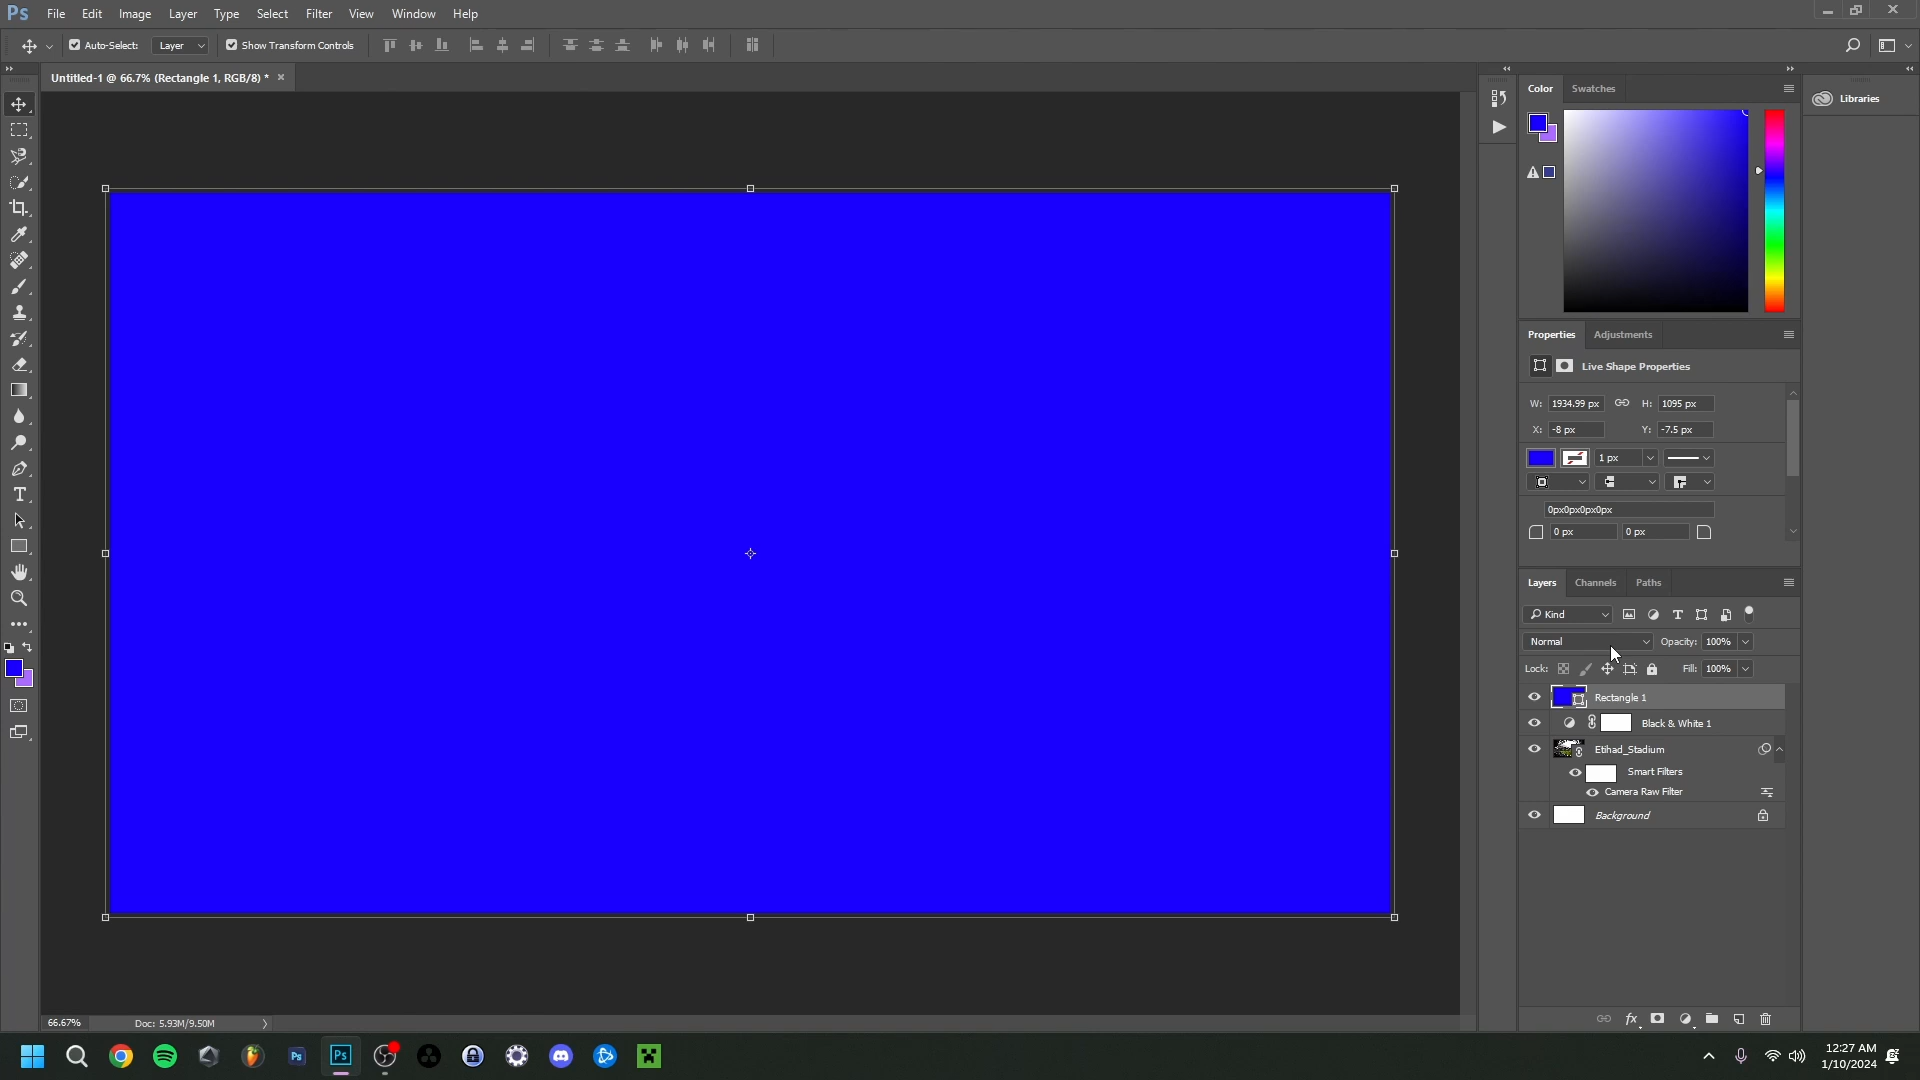 Ps File Edit Image Layer Type Select Filter View Window Help
Auto-Select: Layer Show Transform Controls
Untitled-1 @ 66.7% (Rectangle 1, RGB/8) * ×
Color Swatches
Libraries
Properties Adjustments
Live Shape Properties
W: 1934.99 px H: 1095 px
X: -8 px Y: -7.5 px
1 px
0px0px0px0px
0 px 0 px
Layers Channels Paths
Kind
Normal Opacity: 100%
Lock: Fill: 100%
Rectangle 1
Black & White 1
Etihad_Stadium
Smart Filters
Camera Raw Filter
Background
fx
66.67% Doc: 5.93M/9.50M
Ps Ps
12:27 AM
1/10/2024